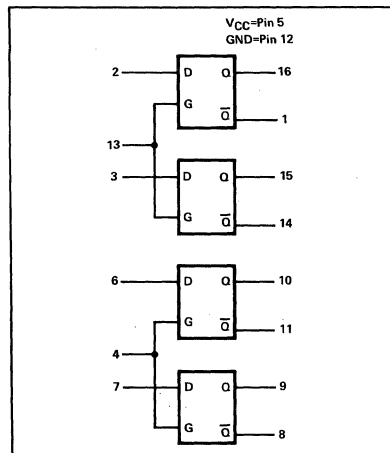 V_CC=Pin 5
GND=Pin 12
2 D Q 16
G Q̅ 1
13
3 D Q 15
G Q̅ 14
6 D Q 10
G Q̅ 11
4
7 D Q 9
G Q̅ 8